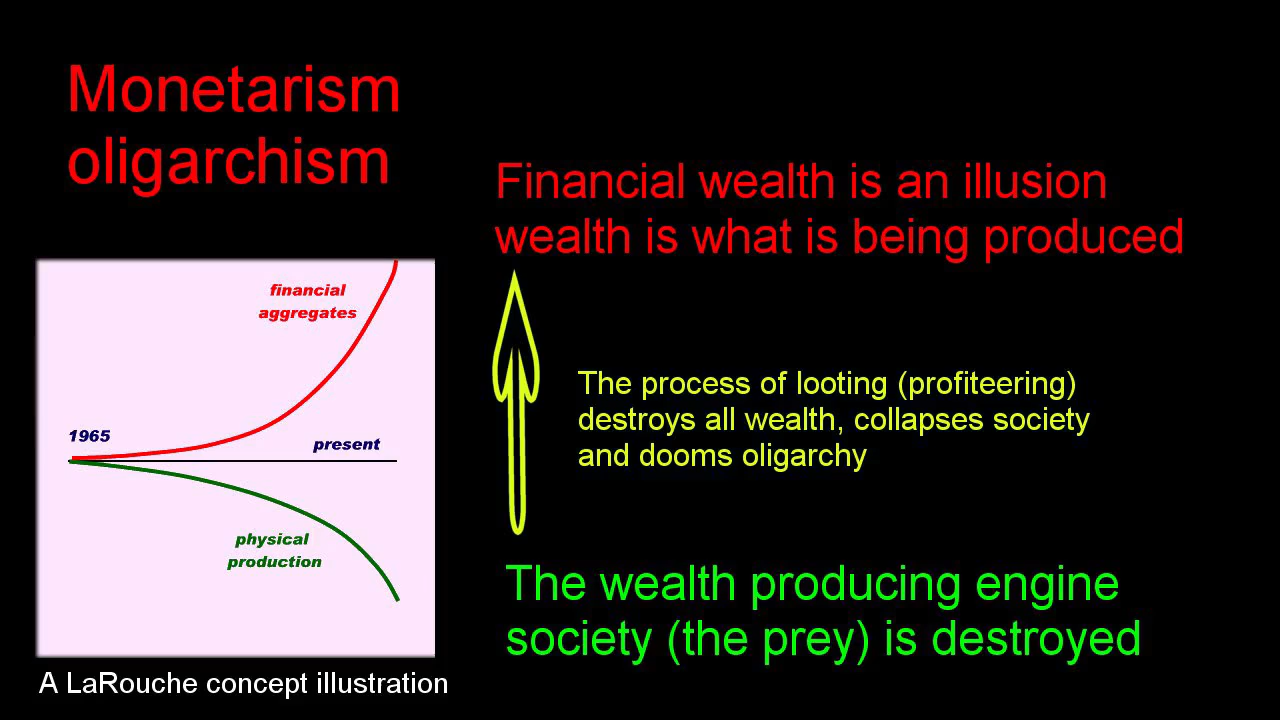 Monetarism
oligarchism
Financial wealth is an illusion
wealth is what is being produced
financial
aggregates
1965
present
physical
production
The process of looting (profiteering)
destroys all wealth, collapses society
and dooms oligarchy
The wealth producing engine
society (the prey) is destroyed
A LaRouche concept illustration